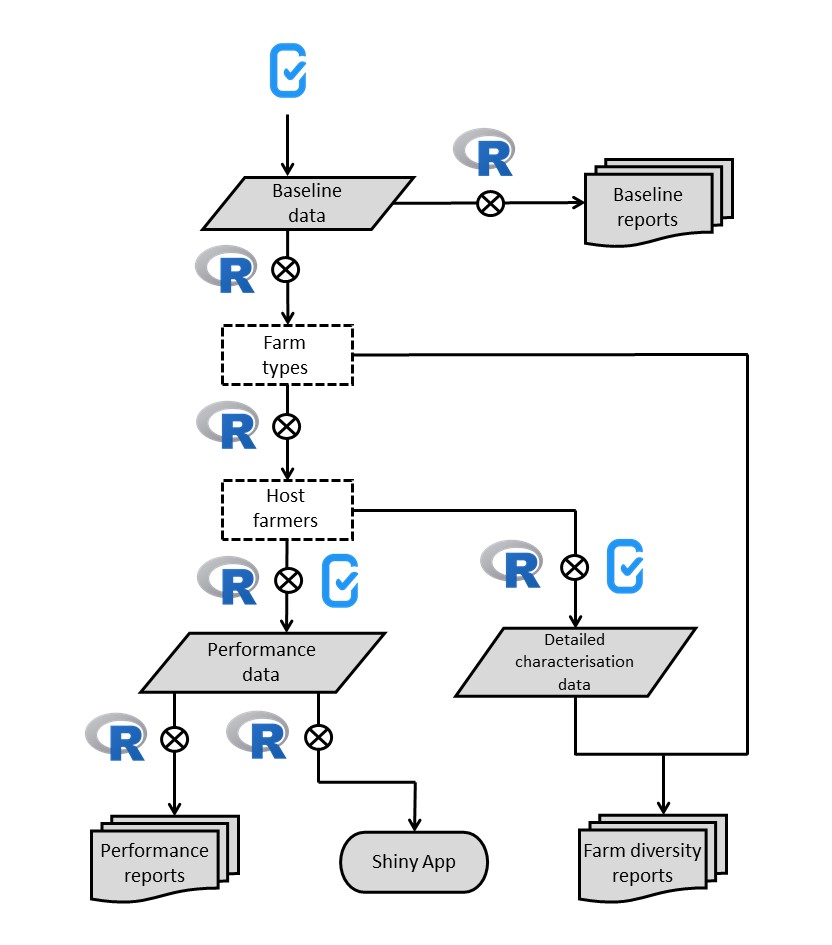 R
Baseline
data
Baseline
reports
R
Farm
types
R
Host
farmers
R
R
Performance
data
Detailed
characterisation
data
R
R
Performance
reports
Shiny App
Farm diversity
reports